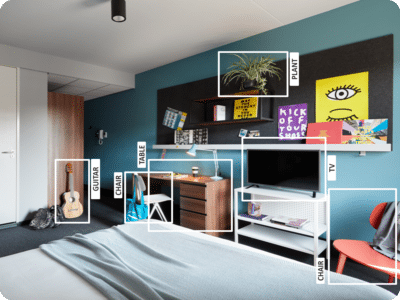 PLANT
KICK
OFF
YOUR
SHOES
TABLE
GUITAR
CHAIR
TV
CHAIR